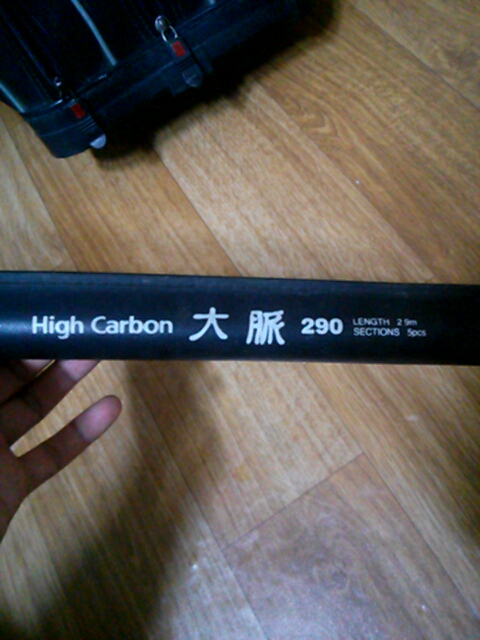 High Carbon 大脈 290
LENGTH 2.9m
SECTIONS 5pcs